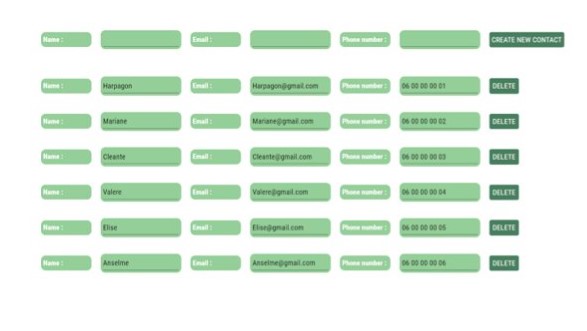 Name : Email : Phone number : CREATE NEW CONTACT
Name : Harpagon Email : Harpagon@gmail.com Phone number : 06 00 00 00 01 DELETE
Name : Mariane Email : Mariane@gmail.com Phone number : 06 00 00 00 02 DELETE
Name : Cleante Email : Cleante@gmail.com Phone number : 06 00 00 00 03 DELETE
Name : Valere Email : Valere@gmail.com Phone number : 06 00 00 00 04 DELETE
Name : Elise Email : Elise@gmail.com Phone number : 06 00 00 00 05 DELETE
Name : Anselme Email : Anselme@gmail.com Phone number : 06 00 00 00 06 DELETE